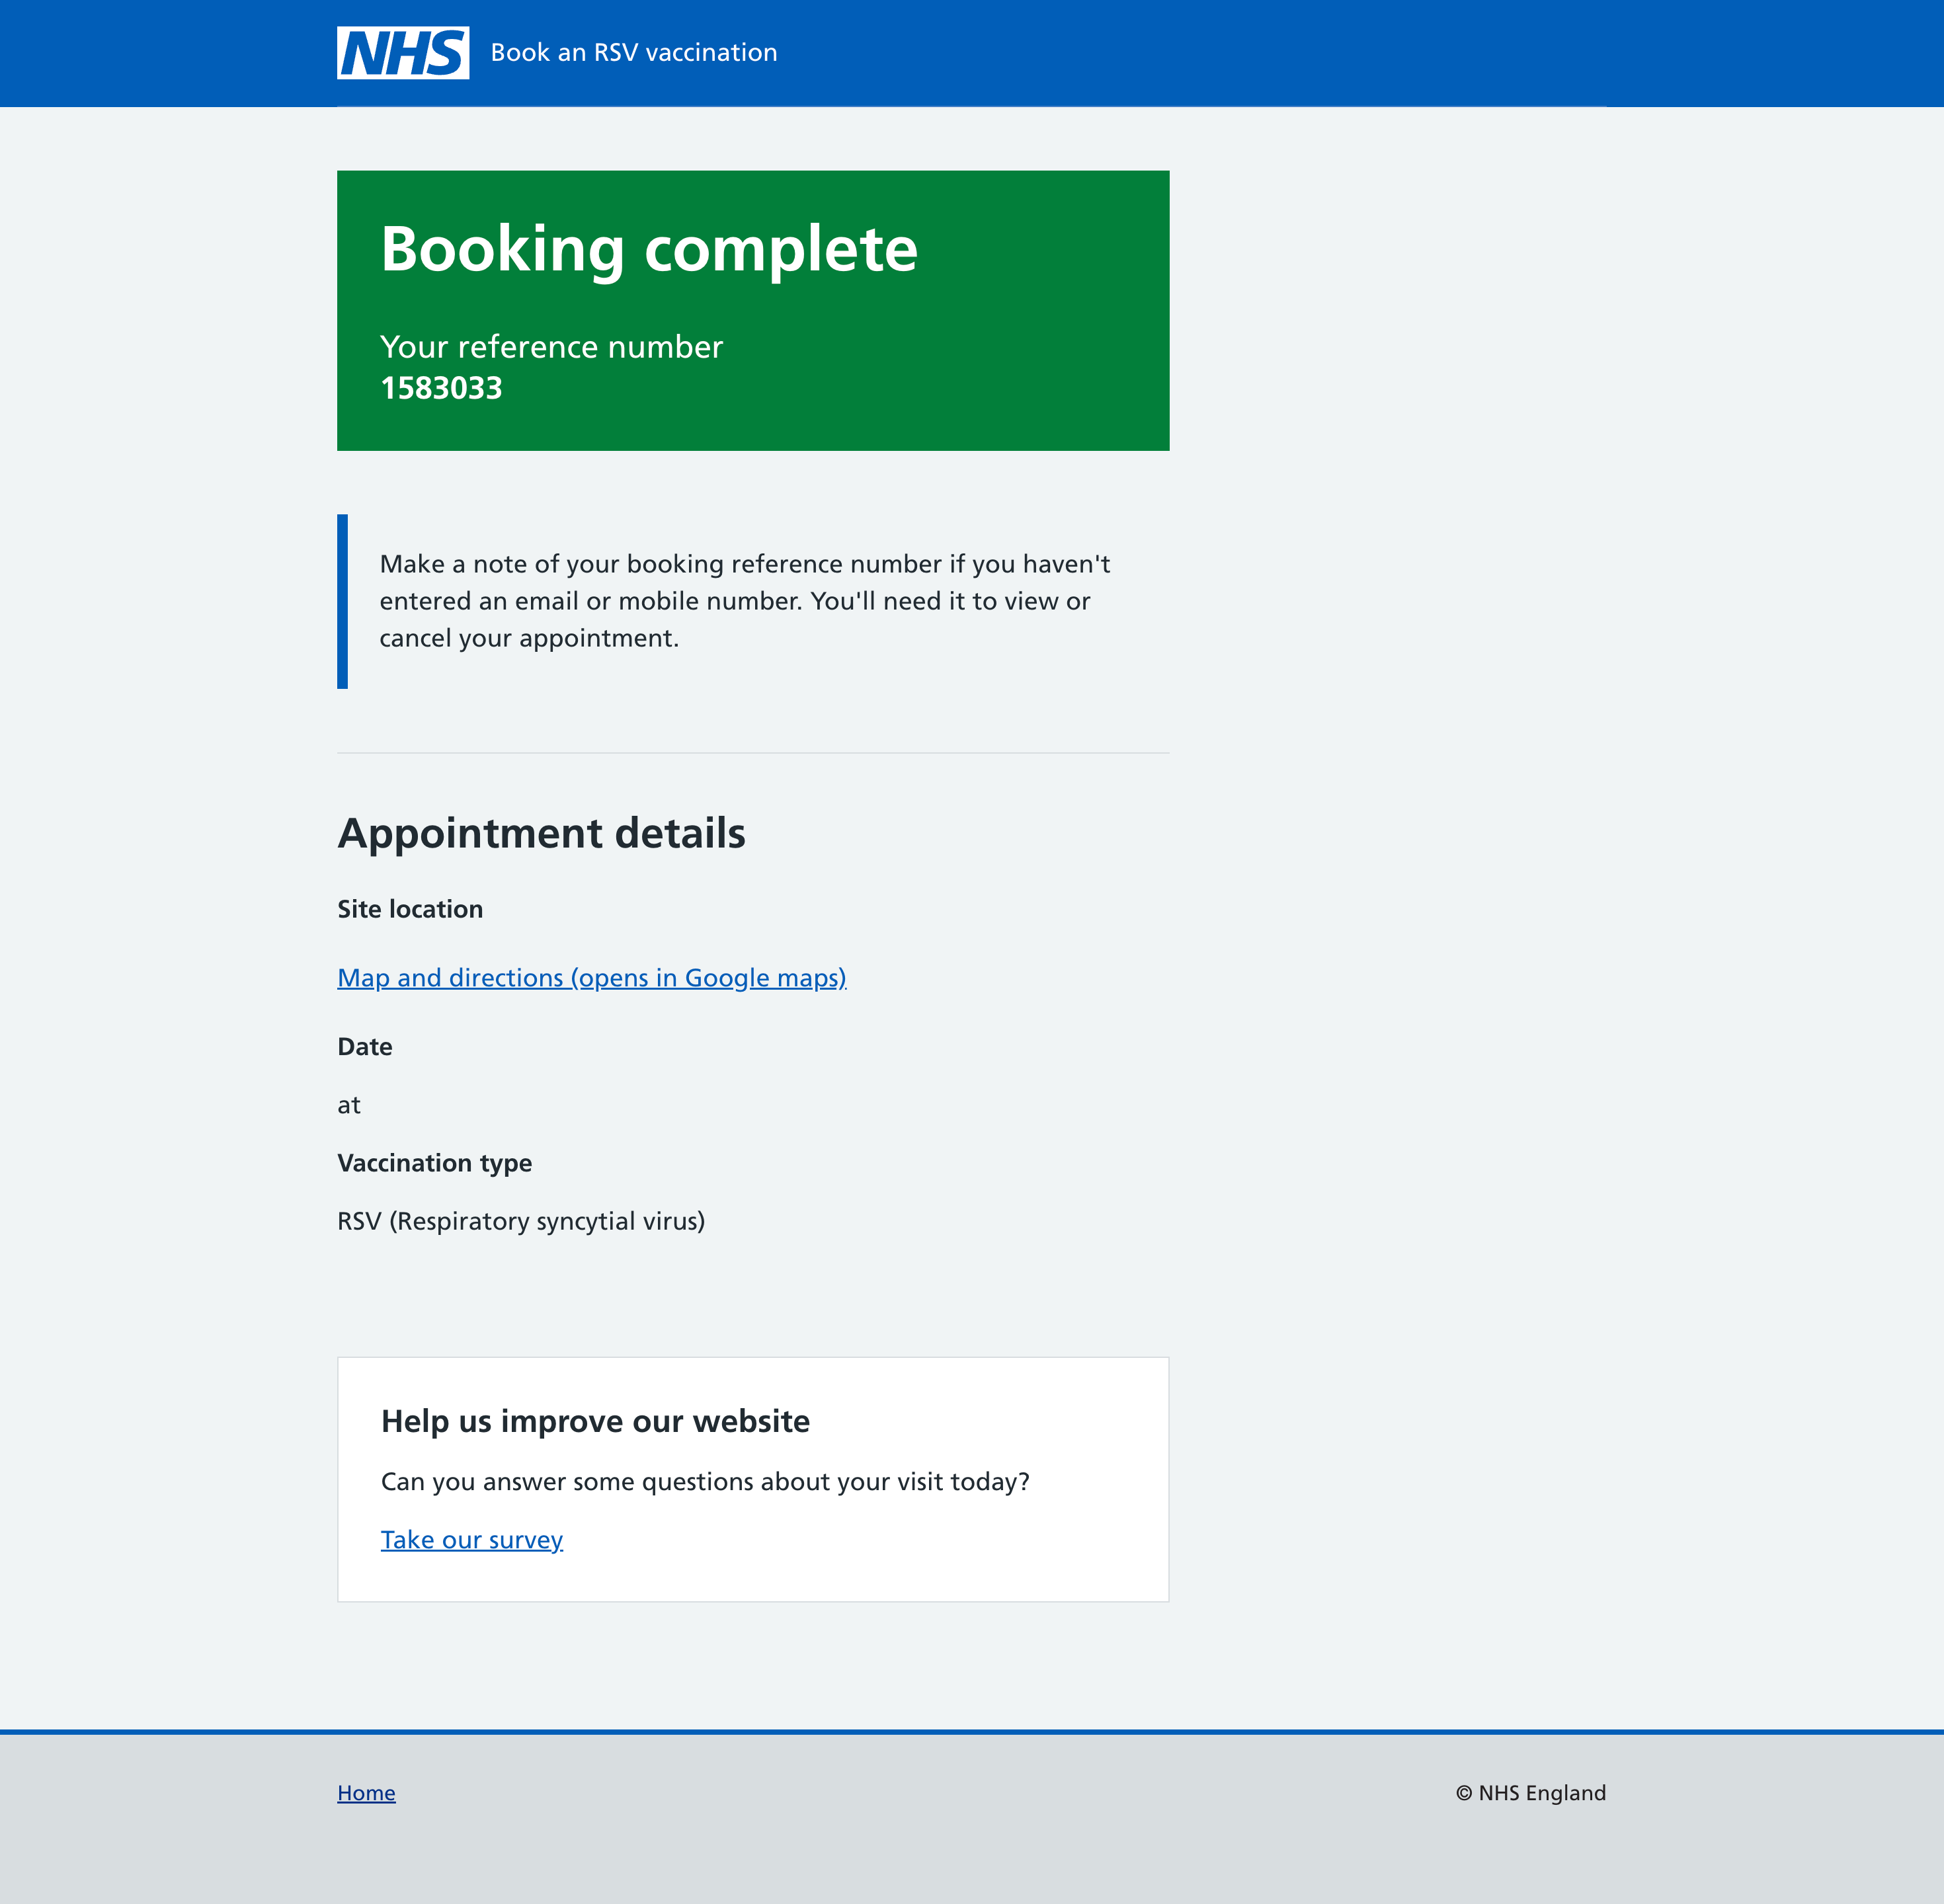 NHS Book an RSV vaccination
Booking complete
Your reference number
1583033
Make a note of your booking reference number if you haven't
entered an email or mobile number. You'll need it to view or
cancel your appointment.
Appointment details
Site location
Map and directions (opens in Google maps)
Date
at
Vaccination type
RSV (Respiratory syncytial virus)
Help us improve our website
Can you answer some questions about your visit today?
Take our survey
Home
© NHS England